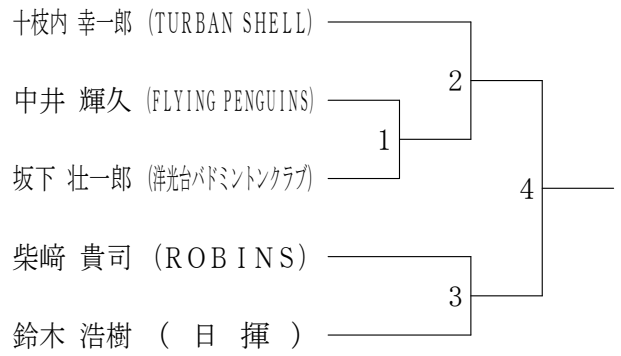 十枝内 幸一郎 (TURBAN SHELL)
2
中井 輝久 (FLYING PENGUINS)
1
坂下 壮一郎 (洋光台バドミントンクラブ)
4
柴﨑 貴司 (ROBINS)
3
鈴木 浩樹 ( 日 揮 )